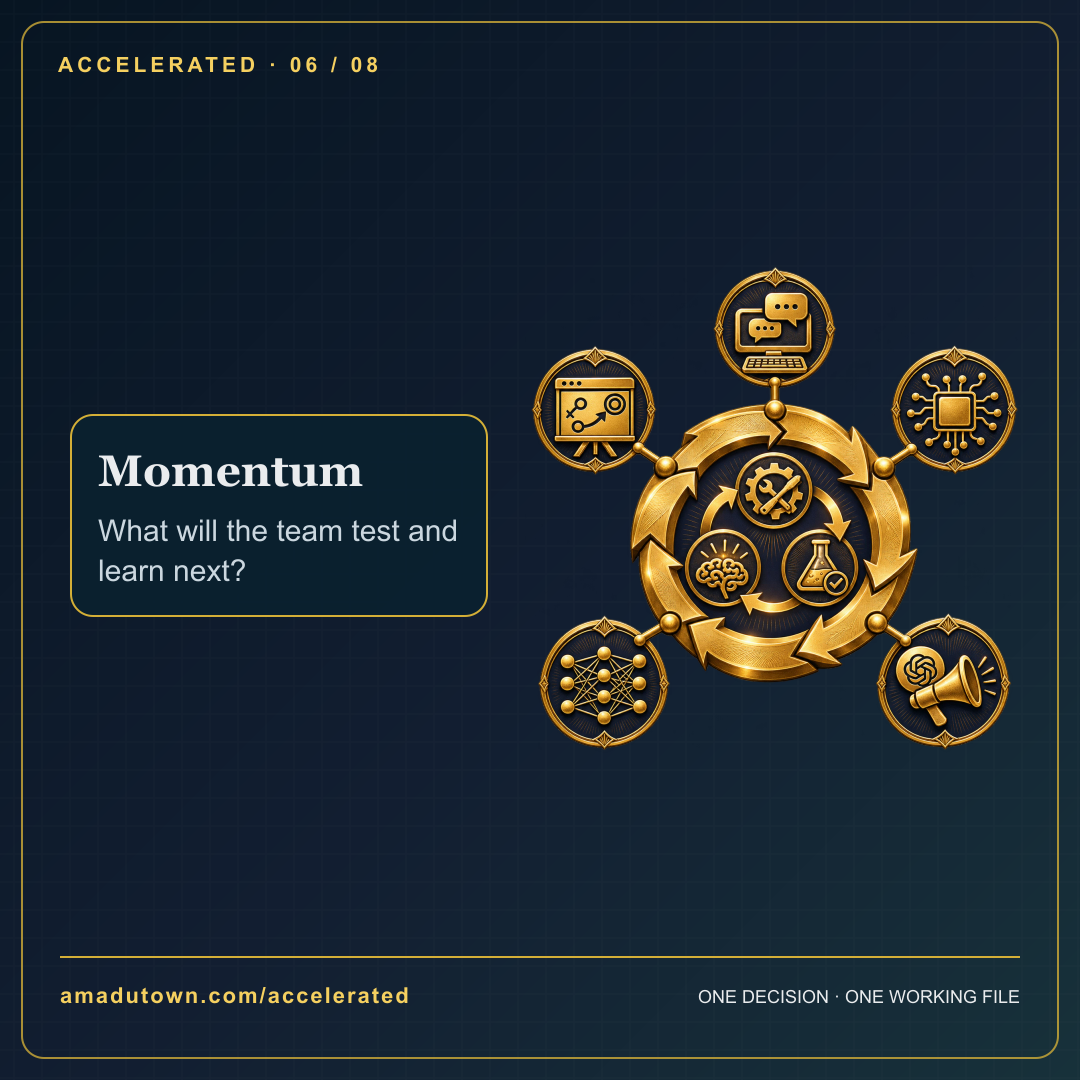 ACCELERATED · 06 / 08
Momentum
What will the team test and
learn next?
amadutown.com/accelerated
ONE DECISION · ONE WORKING FILE